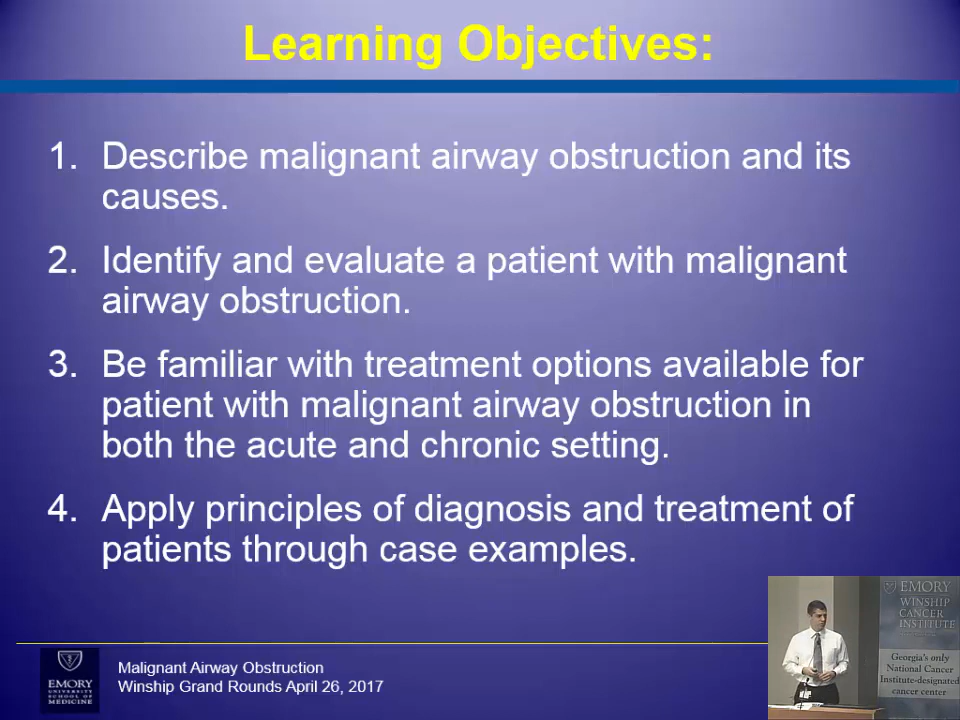 Learning Objectives:
1. Describe malignant airway obstruction and its
causes.
2. Identify and evaluate a patient with malignant
airway obstruction.
3. Be familiar with treatment options available for
patient with malignant airway obstruction in
both the acute and chronic setting.
4. Apply principles of diagnosis and treatment of
patients through case examples.
EMORY
UNIVERSITY
SCHOOL OF
MEDICINE
Malignant Airway Obstruction
Winship Grand Rounds April 26, 2017
EMORY
WINSHIP
CANCER
INSTITUTE
Georgia's only
National Cancer
Institute-designated
cancer center